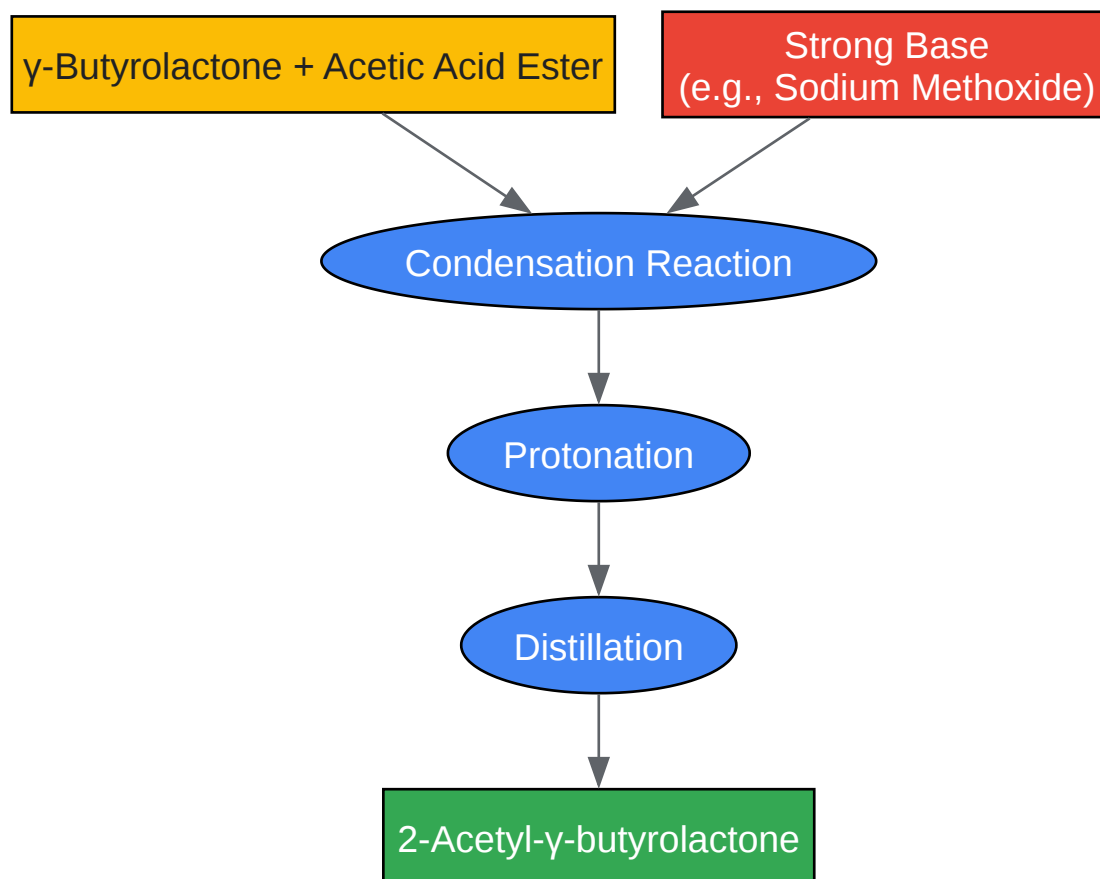 γ-Butyrolactone + Acetic Acid Ester
Strong Base
(e.g., Sodium Methoxide)
Condensation Reaction
Protonation
Distillation
2-Acetyl-γ-butyrolactone